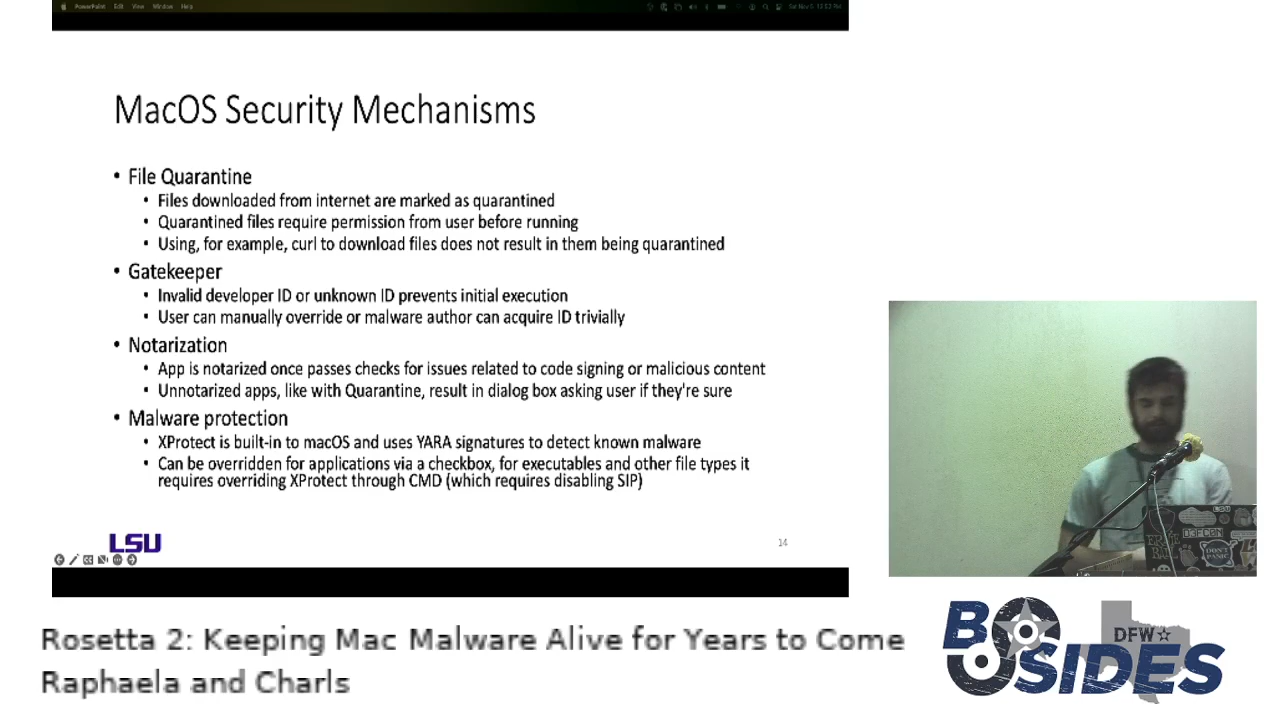 PowerPoint Edit View Window Help
MacOS Security Mechanisms
• File Quarantine
• Files downloaded from internet are marked as quarantined
• Quarantined files require permission from user before running
• Using, for example, curl to download files does not result in them being quarantined
• Gatekeeper
• Invalid developer ID or unknown ID prevents initial execution
• User can manually override or malware author can acquire ID trivially
• Notarization
• App is notarized once passes checks for issues related to code signing or malicious content
• Unnotarized apps, like with Quarantine, result in dialog box asking user if they're sure
• Malware protection
• XProtect is built-in to macOS and uses YARA signatures to detect known malware
• Can be overridden for applications via a checkbox, for executables and other file types it
requires overriding XProtect through CMD (which requires disabling SIP)
LSU
14
DON'T
PANIC
Rosetta 2: Keeping Mac Malware Alive for Years to Come
Raphaela and Charls
BSIDES
DFW